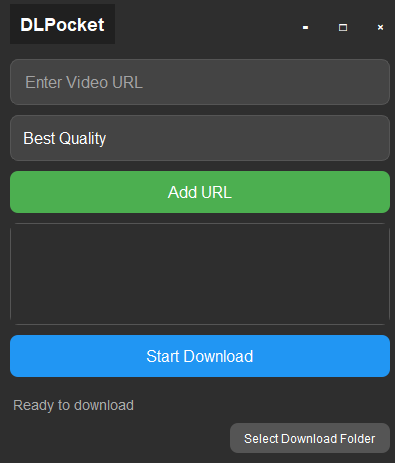 DLPocket
Enter Video URL
Best Quality
Add URL
Start Download
Ready to download
Select Download Folder